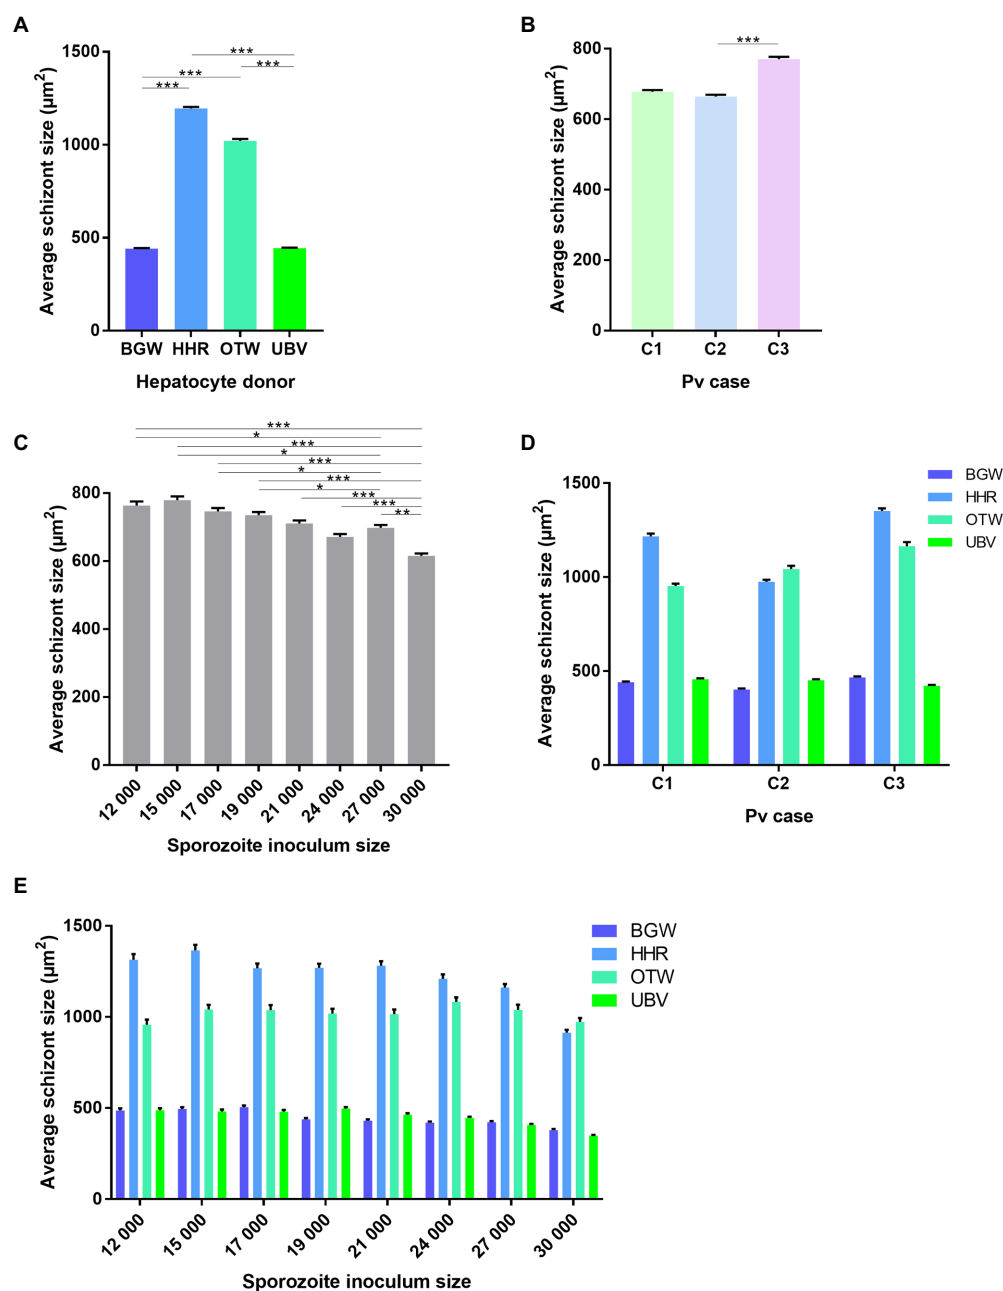 A
1500
1000
500
0
Average schizont size (µm²)
***
***
***
***
BGW HHR OTW UBV
Hepatocyte donor
B
800
600
400
200
0
Average schizont size (µm²)
***
C1 C2 C3
Pv case
C
800
600
400
200
0
Average schizont size (µm²)
***
*
***
*
***
*
***
*
***
***
**
12 000 15 000 17 000 19 000 21 000 24 000 27 000 30 000
Sporozoite inoculum size
D
1500
1000
500
0
Average schizont size (µm²)
BGW
HHR
OTW
UBV
C1 C2 C3
Pv case
E
1500
1000
500
0
Average schizont size (µm²)
BGW
HHR
OTW
UBV
12 000 15 000 17 000 19 000 21 000 24 000 27 000 30 000
Sporozoite inoculum size